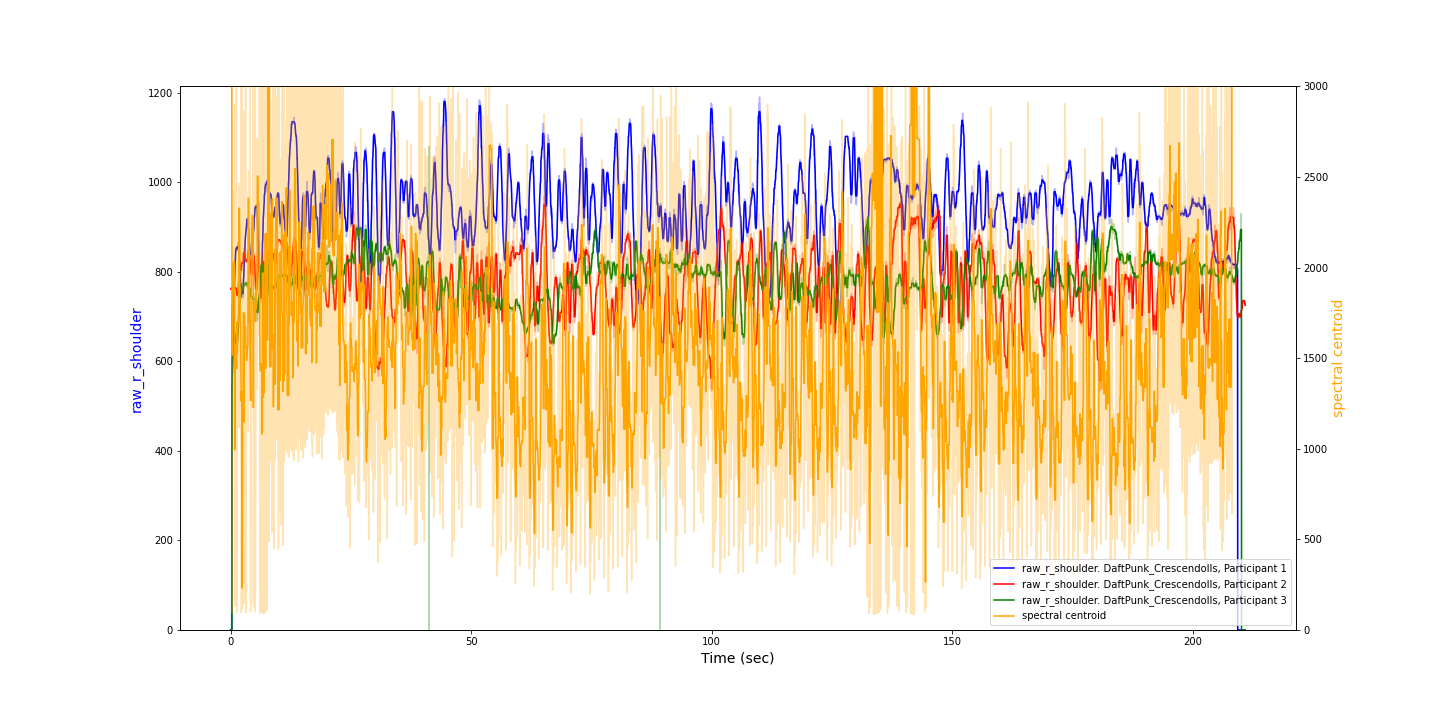 1200
1000
800
600
400
200
0
raw_r_shoulder
3000
2500
2000
1500
1000
500
0
spectral centroid
raw_r_shoulder. DaftPunk_Crescendolls, Participant 1
raw_r_shoulder. DaftPunk_Crescendolls, Participant 2
raw_r_shoulder. DaftPunk_Crescendolls, Participant 3
spectral centroid
0
50
100
150
200
Time (sec)